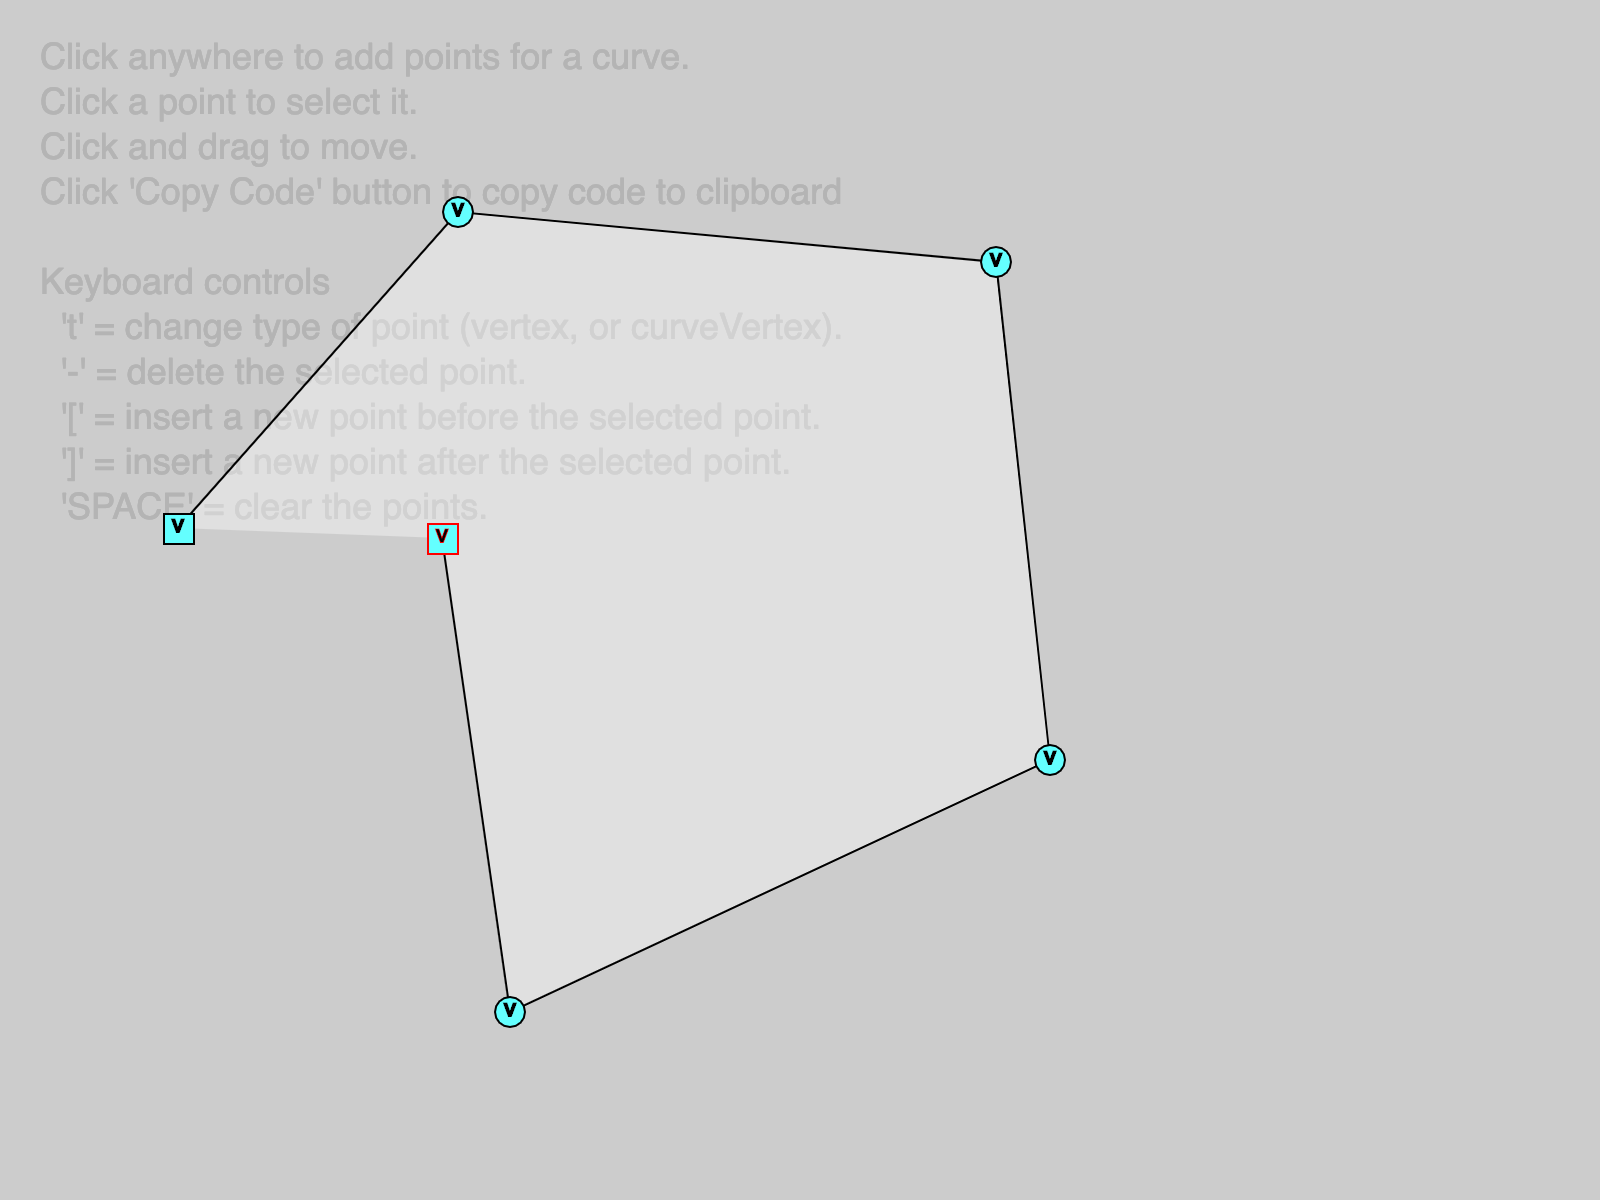 Click anywhere to add points for a curve.
Click a point to select it.
Click and drag to move.
Click 'Copy Code' button to copy code to clipboard
V
V
Keyboard controls
't' = change type of point (vertex, or curveVertex).
'-' = delete the selected point.
'[' = insert a new point before the selected point.
']' = insert a new point after the selected point.
'SPACE' = clear the points.
V
V
V
V